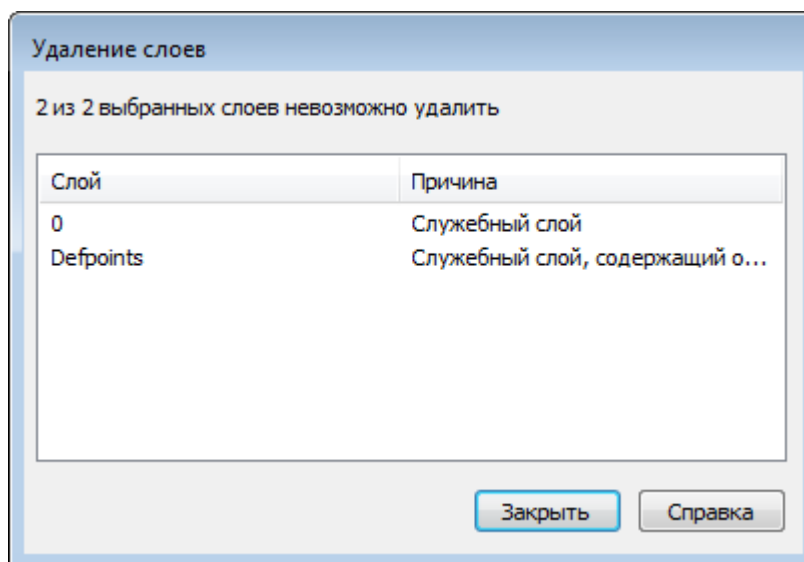 Удаление слоев
2 из 2 выбранных слоев невозможно удалить
Слой Причина
0 Служебный слой
Defpoints Служебный слой, содержащий о...
Закрыть Справка